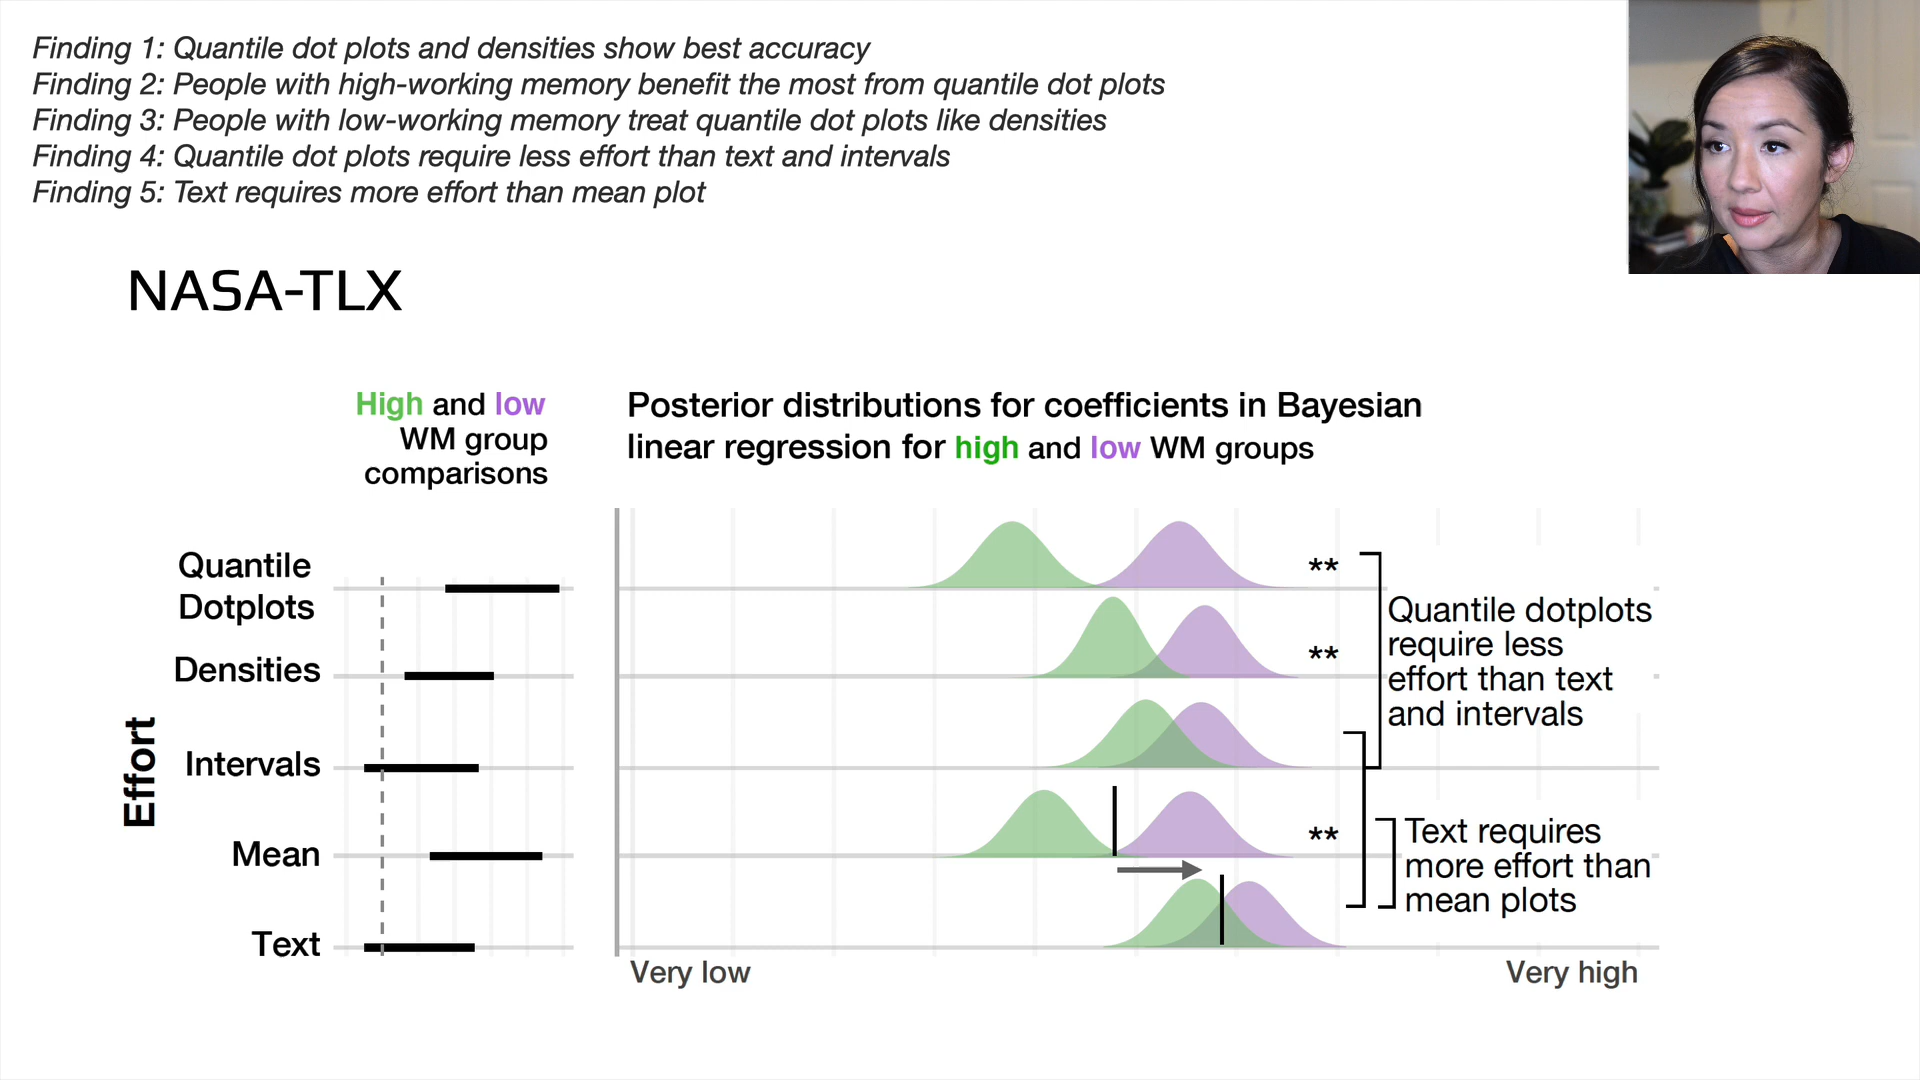 Finding 1: Quantile dot plots and densities show best accuracy
Finding 2: People with high-working memory benefit the most from quantile dot plots
Finding 3: People with low-working memory treat quantile dot plots like densities
Finding 4: Quantile dot plots require less effort than text and intervals
Finding 5: Text requires more effort than mean plot
NASA-TLX
High and low
WM group
comparisons
Posterior distributions for coefficients in Bayesian
linear regression for high and low WM groups
Effort
Quantile
Dotplots
Densities
Intervals
Mean
Text
**
**
**
Quantile dotplots
require less
effort than text
and intervals
Text requires
more effort than
mean plots
Very low
Very high